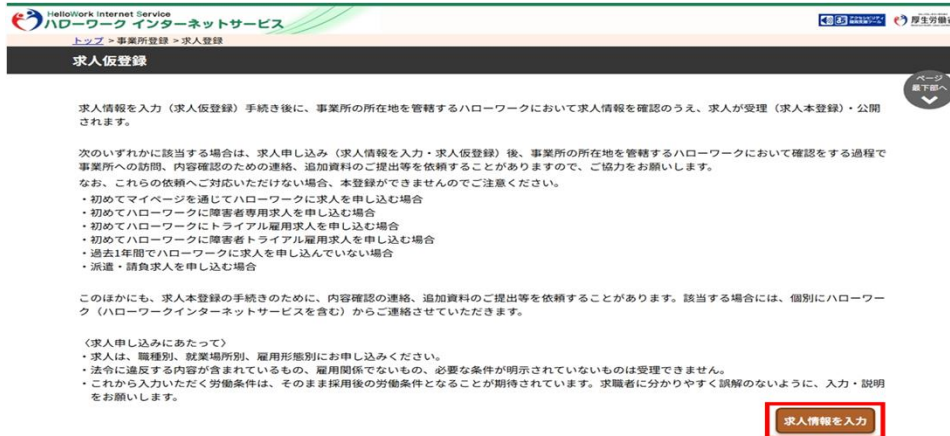 HelloWork Internet Service
ハローワーク インターネットサービス
厚生労働省
トップ > 事業所登録 > 求人登録
求人仮登録
ページ
最下部へ
求人情報を入力（求人仮登録）手続き後に、事業所の所在地を管轄するハローワークにおいて求人情報を確認のうえ、求人が受理（求人本登録）・公開
されます。
次のいずれかに該当する場合は、求人申し込み（求人情報を入力・求人仮登録）後、事業所の所在地を管轄するハローワークにおいて確認をする過程で
事業所への訪問、内容確認のための連絡、追加資料のご提出等を依頼することがありますので、ご協力をお願いします。
なお、これらの依頼へご対応いただけない場合、本登録ができませんのでご注意ください。
・初めてマイページを通じてハローワークに求人を申し込む場合
・初めてハローワークに障害者専用求人を申し込む場合
・初めてハローワークにトライアル雇用求人を申し込む場合
・初めてハローワークに障害者トライアル雇用求人を申し込む場合
・過去1年間でハローワークに求人を申し込んでいない場合
・派遣・請負求人を申し込む場合
このほかにも、求人本登録の手続きのために、内容確認の連絡、追加資料のご提出等を依頼することがあります。該当する場合には、個別にハローワー
ク（ハローワークインターネットサービスを含む）からご連絡させていただきます。
〈求人申し込みにあたって〉
・求人は、職種別、就業場所別、雇用形態別にお申し込みください。
・法令に違反する内容が含まれているもの、雇用関係でないもの、必要な条件が明示されていないものは受理できません。
・これから入力いただく労働条件は、そのまま採用後の労働条件となることが期待されています。求職者に分かりやすく誤解のないように、入力・説明
をお願いします。
求人情報を入力